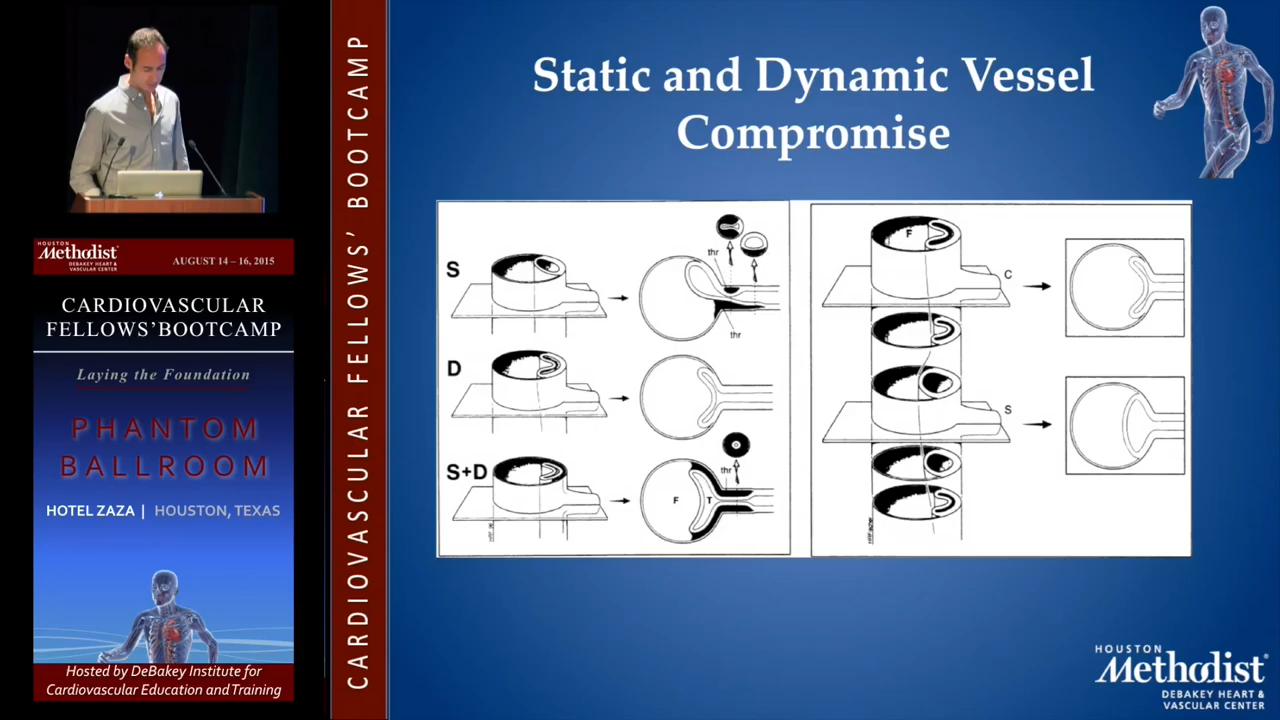 HOUSTON
Methodist
DEBAKEY HEART &
VASCULAR CENTER
AUGUST 14 – 16, 2015
CARDIOVASCULAR
FELLOWS' BOOTCAMP
Laying the Foundation
PHANTOM
BALLROOM
HOTEL ZAZA | HOUSTON, TEXAS
Hosted by DeBakey Institute for
Cardiovascular Education and Training
CARDIOVASCULAR FELLOWS' BOOTCAMP
Static and Dynamic Vessel
Compromise
S
thr
thr
D
S+D
thr
F
T
F
C
S
HOUSTON
Methodist
DEBAKEY HEART &
VASCULAR CENTER